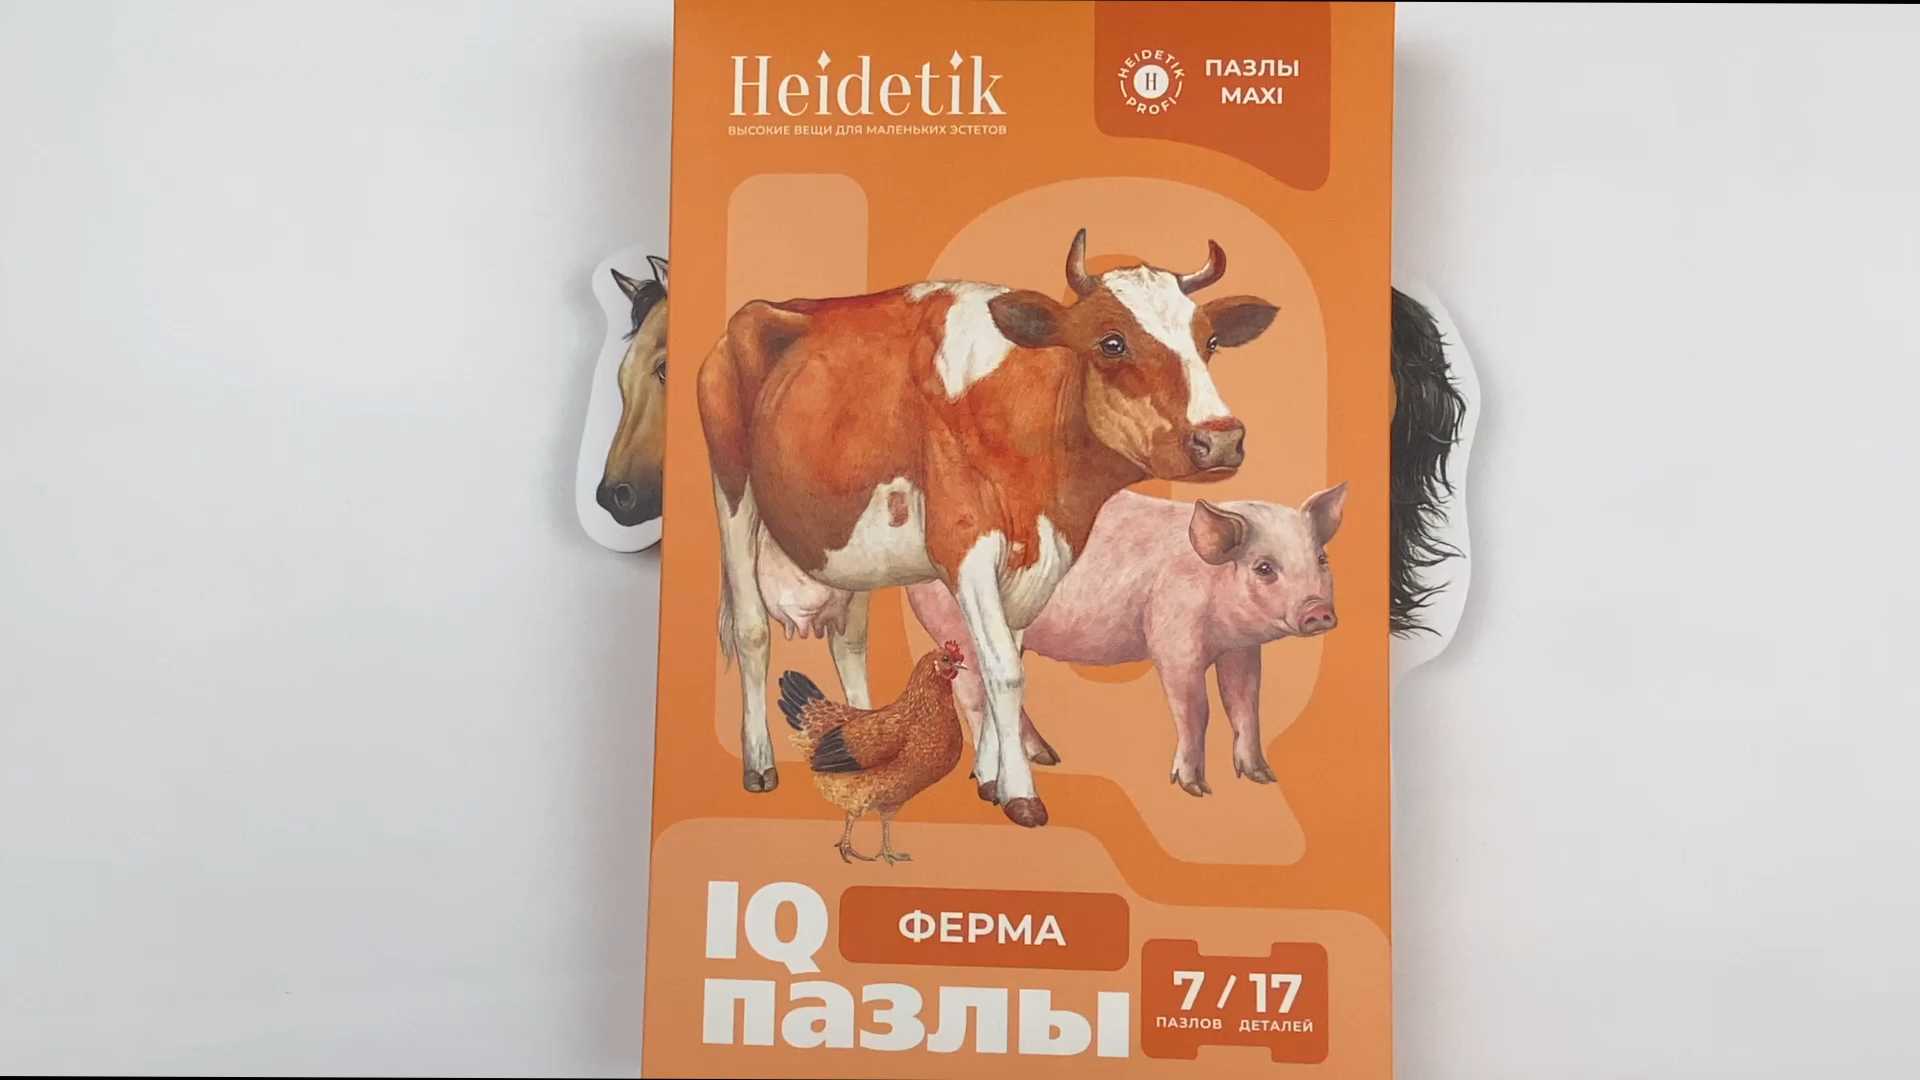 Heidetik
ВЫСОКИЕ ВЕЩИ ДЛЯ МАЛЕНЬКИХ ЭСТЕТОВ
HEIDETIK
H
PROFI
ПАЗЛЫ
MAXI
IQ
ФЕРМА
пазлы
7 / 17
ПАЗЛОВ ДЕТАЛЕЙ